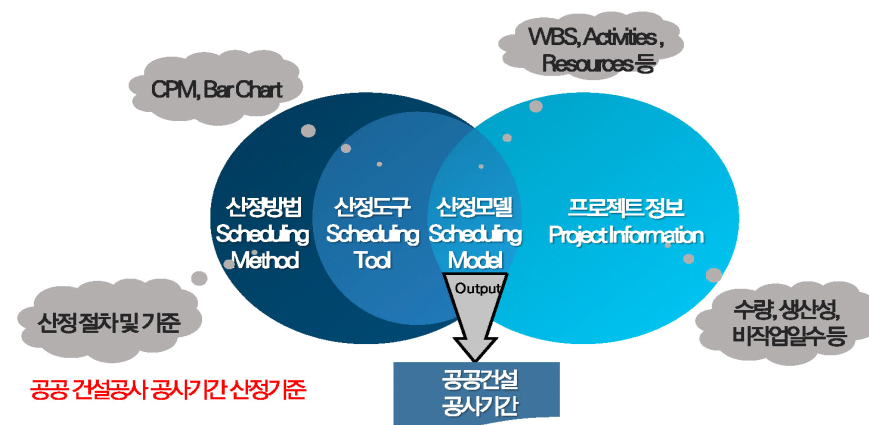 WBS, Activities ,
Resources 등
CPM, Bar Chart
산정방법
Scheduling
Method
산정도구
Scheduling
Tool
산정모델
Scheduling
Model
프로젝트 정보
Project Information
Output
산정 절차 및 기준
수량, 생산성,
비작업일수 등
공공 건설공사 공사기간 산정기준
공공건설
공사기간